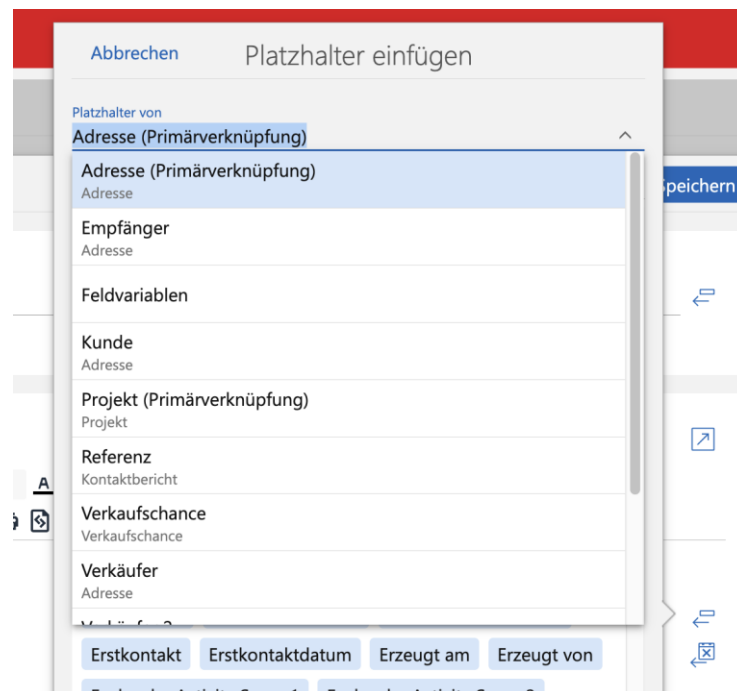 Abbrechen Platzhalter einfügen
Platzhalter von
Adresse (Primärverknüpfung)
Adresse (Primärverknüpfung)
Adresse
Speichern
Empfänger
Adresse
Feldvariablen
Kunde
Adresse
Projekt (Primärverknüpfung)
Projekt
Referenz
Kontaktbericht
A
Verkaufschance
Verkaufschance
Verkäufer
Adresse
Erstkontakt Erstkontaktdatum Erzeugt am Erzeugt von